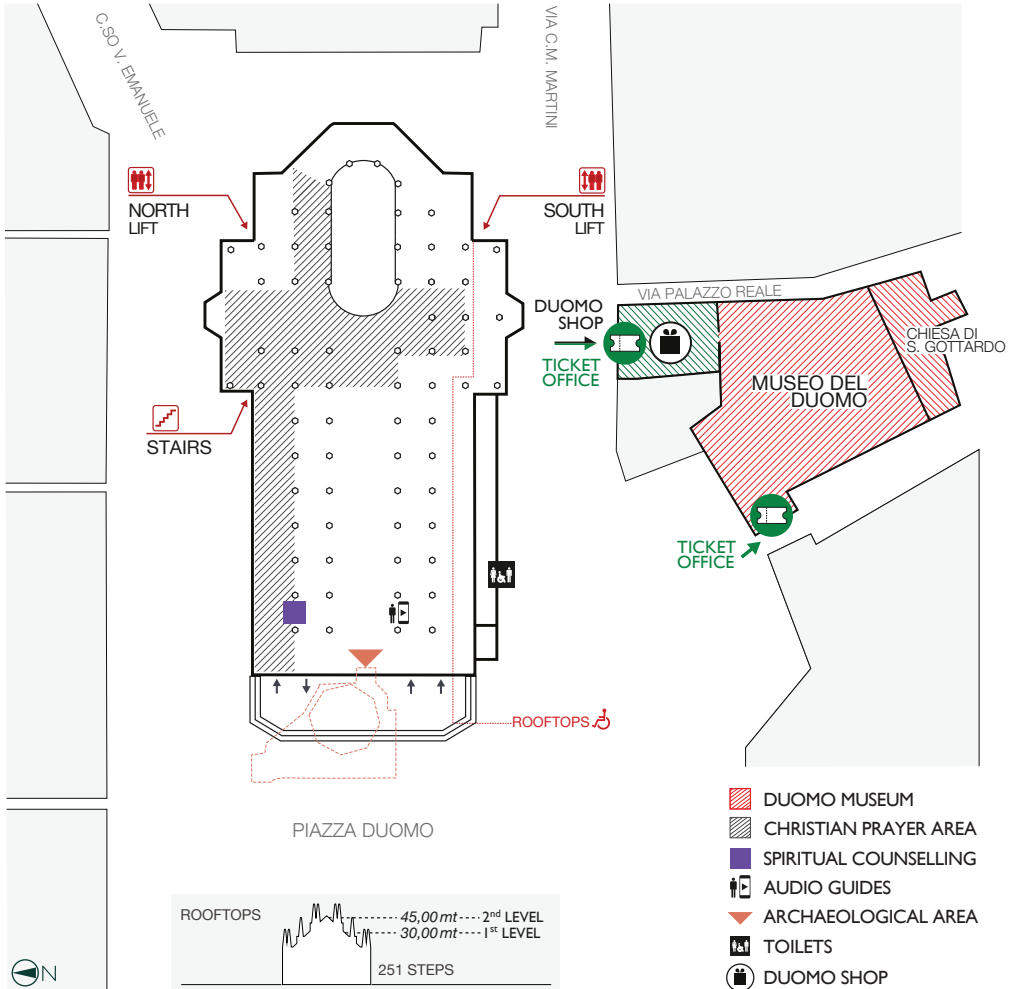 C.SO V. EMANUELE
VIA C.M. MARTINI
NORTH
LIFT
SOUTH
LIFT
VIA PALAZZO REALE
DUOMO
SHOP
TICKET
OFFICE
CHIESA DI
S. GOTTARDO
MUSEO DEL
DUOMO
STAIRS
TICKET
OFFICE
ROOFTOPS
PIAZZA DUOMO
DUOMO MUSEUM
CHRISTIAN PRAYER AREA
SPIRITUAL COUNSELLING
AUDIO GUIDES
ARCHAEOLOGICAL AREA
TOILETS
DUOMO SHOP
ROOFTOPS
45,00 mt 2nd LEVEL
30,00 mt 1st LEVEL
251 STEPS
N